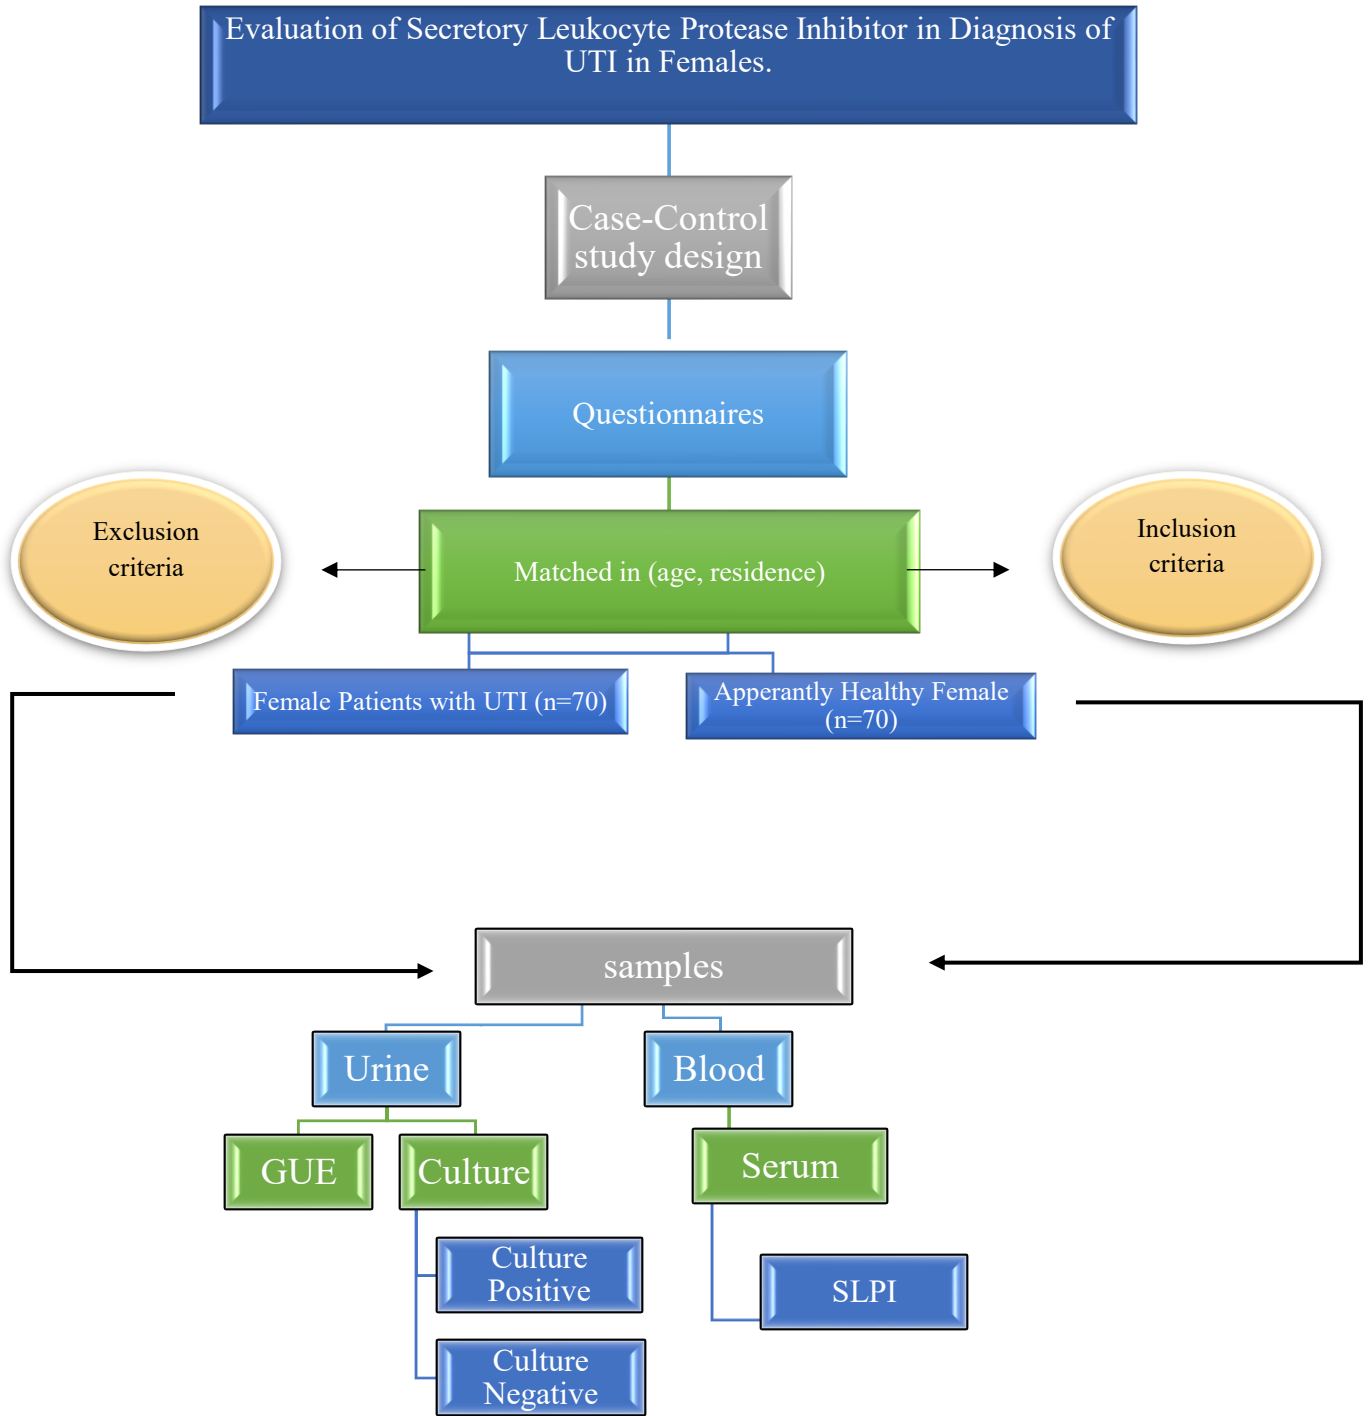 Evaluation of Secretory Leukocyte Protease Inhibitor in Diagnosis of
UTI in Females.
Case-Control
study design
Questionnaires
Exclusion
criteria
Matched in (age, residence)
Inclusion
criteria
Female Patients with UTI (n=70)
Apperantly Healthy Female
(n=70)
samples
Urine
Blood
GUE
Culture
Serum
Culture
Positive
SLPI
Culture
Negative